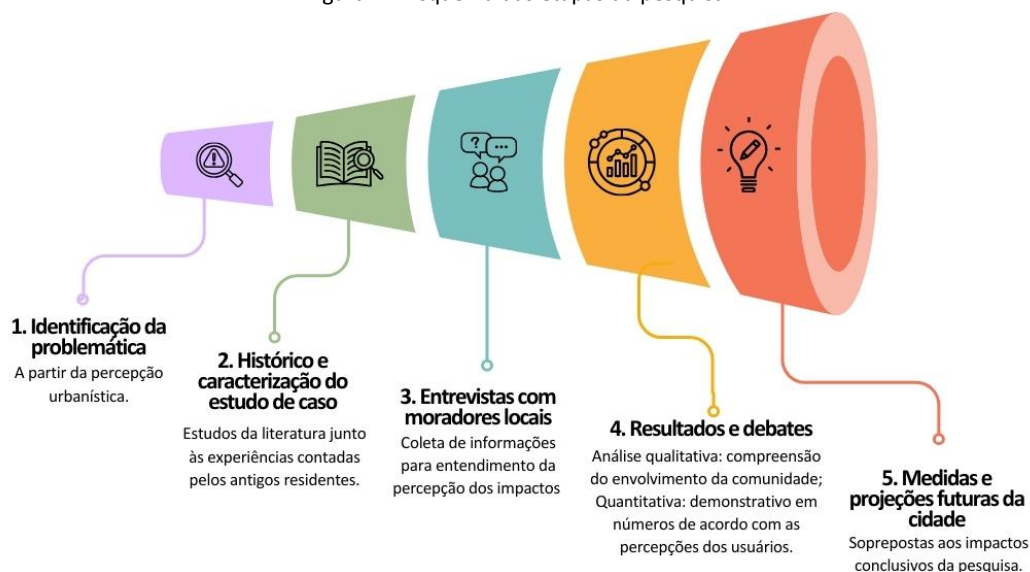 1. Identificação da
problemática
A partir da percepção
urbanística.
2. Histórico e
caracterização do
estudo de caso
Estudos da literatura junto
às experiências contadas
pelos antigos residentes.
3. Entrevistas com
moradores locais
Coleta de informações
para entendimento da
percepção dos impactos
4. Resultados e debates
Análise qualitativa: compreensão
do envolvimento da comunidade;
Quantitativa: demonstrativo em
números de acordo com as
percepções dos usuários.
5. Medidas e
projeções futuras da
cidade
Soprepostas aos impactos
conclusivos da pesquisa.